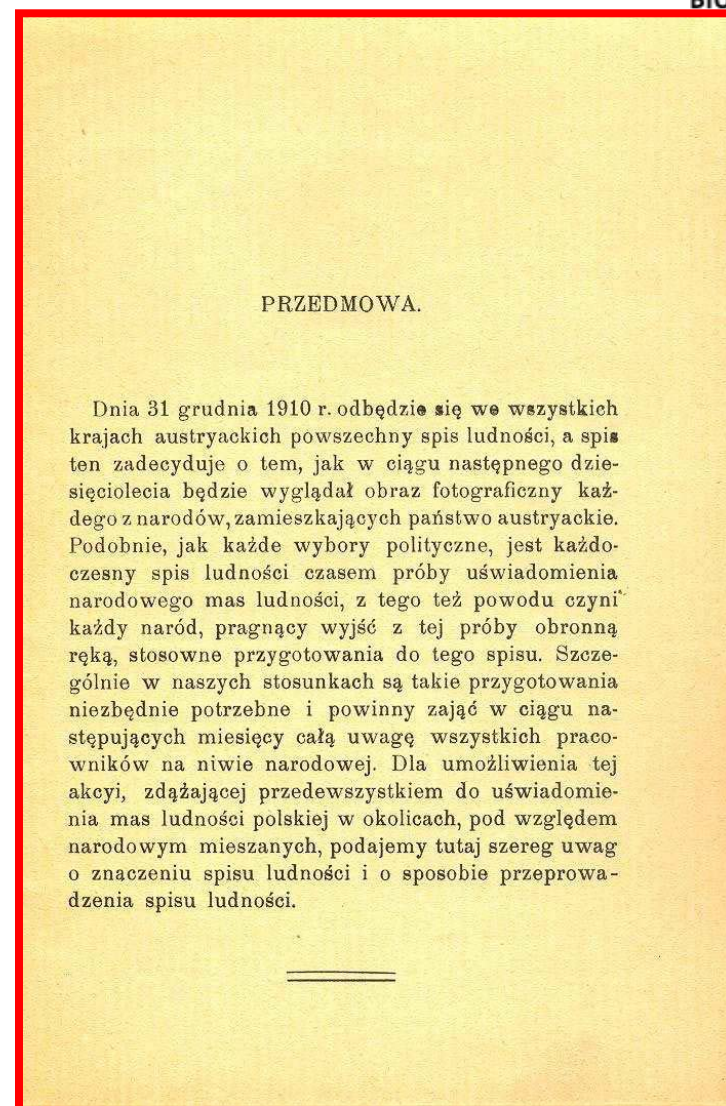 PRZEDMOWA.
Dnia 31 grudnia 1910 r. odbędzie się we wszystkich
krajach austryackich powszechny spis ludności, a spis
ten zadecyduje o tem, jak w ciągu następnego dzie-
sięciolecia będzie wyglądał obraz fotograficzny każ-
dego z narodów, zamieszkających państwo austryackie.
Podobnie, jak każde wybory polityczne, jest każdo-
czesny spis ludności czasem próby uświadomienia
narodowego mas ludności, z tego też powodu czyni
każdy naród, pragnący wyjść z tej próby obronną
ręką, stosowne przygotowania do tego spisu. Szcze-
gólnie w naszych stosunkach są takie przygotowania
niezbędnie potrzebne i powinny zająć w ciągu na-
stępujących miesięcy całą uwagę wszystkich praco-
wników na niwie narodowej. Dla umożliwienia tej
akcyi, zdążającej przedewszystkiem do uświadomie-
nia mas ludności polskiej w okolicach, pod względem
narodowym mieszanych, podajemy tutaj szereg uwag
o znaczeniu spisu ludności i o sposobie przeprowa-
dzenia spisu ludności.